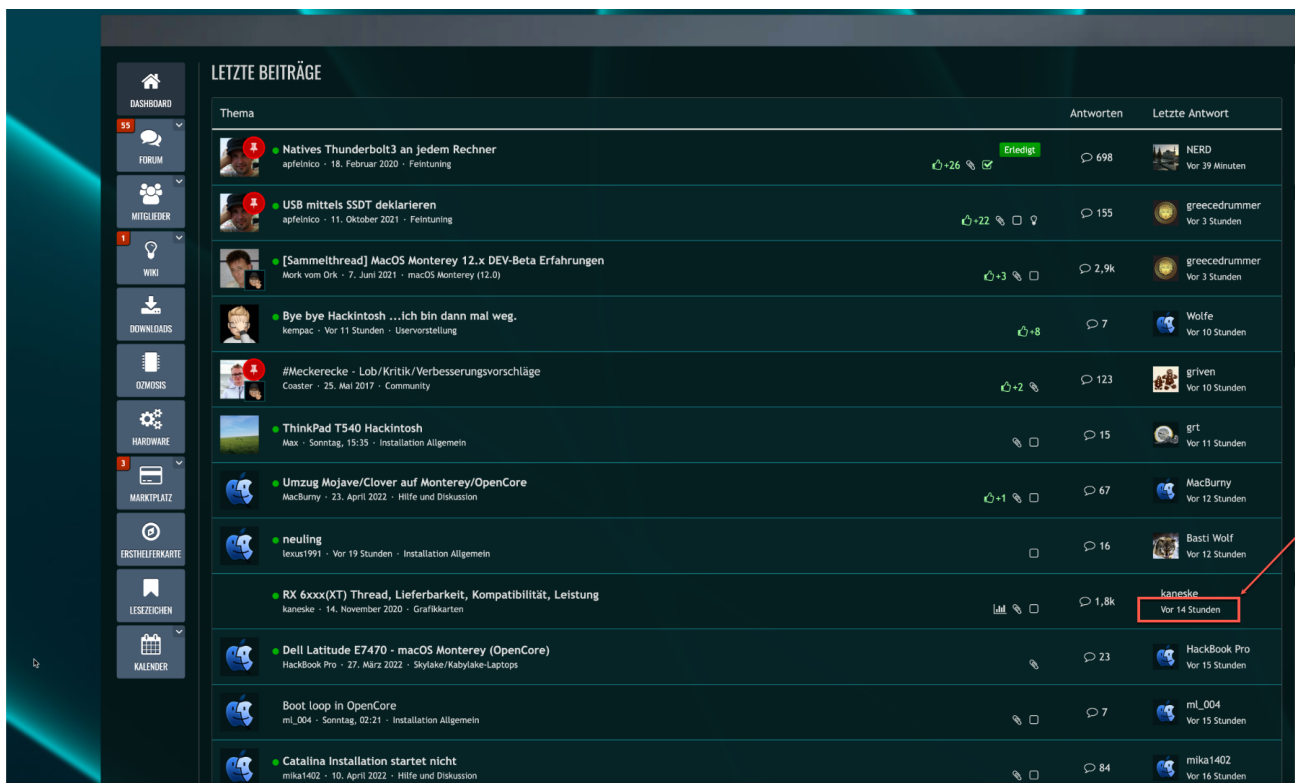 LETZTE BEITRÄGE
DASHBOARD
55
FORUM
MITGLIEDER
1
WIKI
DOWNLOADS
OZMOSIS
HARDWARE
3
MARKTPLATZ
ERSTHELFERKARTE
LESEZEICHEN
KALENDER
Thema Antworten Letzte Antwort
Natives Thunderbolt3 an jedem Rechner Erledigt 698 NERD
apfelnico · 18. Februar 2020 · Feintuning +26 Vor 39 Minuten
USB mittels SSDT deklarieren 155 greecedrummer
apfelnico · 11. Oktober 2021 · Feintuning +22 Vor 3 Stunden
[Sammelthread] MacOS Monterey 12.x DEV-Beta Erfahrungen 2,9k greecedrummer
Mork vom Ork · 7. Juni 2021 · macOS Monterey (12.0) +3 Vor 3 Stunden
Bye bye Hackintosh ...ich bin dann mal weg. 7 Wolfe
kempac · Vor 11 Stunden · Uservorstellung +8 Vor 10 Stunden
#Meckerecke - Lob/Kritik/Verbesserungsvorschläge 123 griven
Coaster · 25. Mai 2017 · Community +2 Vor 10 Stunden
ThinkPad T540 Hackintosh 15 grt
Max · Sonntag, 15:35 · Installation Allgemein Vor 11 Stunden
Umzug Mojave/Clover auf Monterey/OpenCore 67 MacBurny
MacBurny · 23. April 2022 · Hilfe und Diskussion +1 Vor 12 Stunden
neuling 16 Basti Wolf
lexus1991 · Vor 19 Stunden · Installation Allgemein Vor 12 Stunden
RX 6xxx(XT) Thread, Lieferbarkeit, Kompatibilität, Leistung 1,8k kaneske
kaneske · 14. November 2020 · Grafikkarten Vor 14 Stunden
Dell Latitude E7470 - macOS Monterey (OpenCore) 23 HackBook Pro
HackBook Pro · 27. März 2022 · Skylake/Kabylake-Laptops Vor 15 Stunden
Boot loop in OpenCore 7 ml_004
ml_004 · Sonntag, 02:21 · Installation Allgemein Vor 15 Stunden
Catalina Installation startet nicht 84 mika1402
mika1402 · 10. April 2022 · Hilfe und Diskussion Vor 16 Stunden